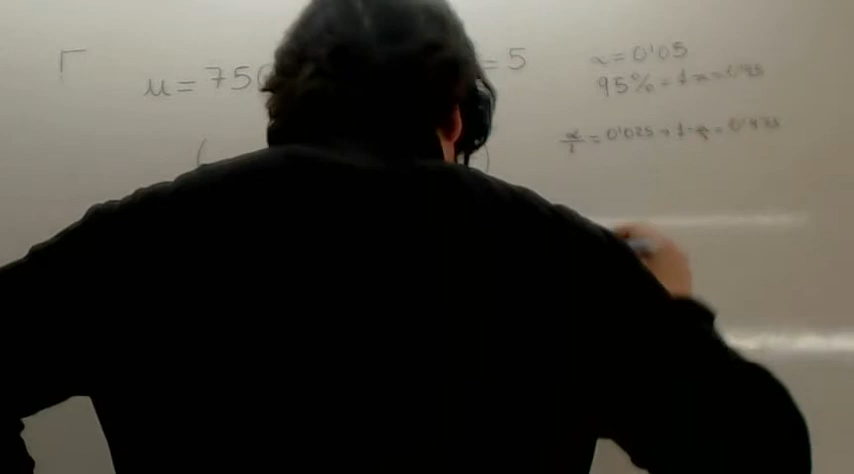 μ = 750 = 5
α = 0'05
95% → 1-α = 0'95
α/2 = 0'025 → 1-α/2 = 0'975